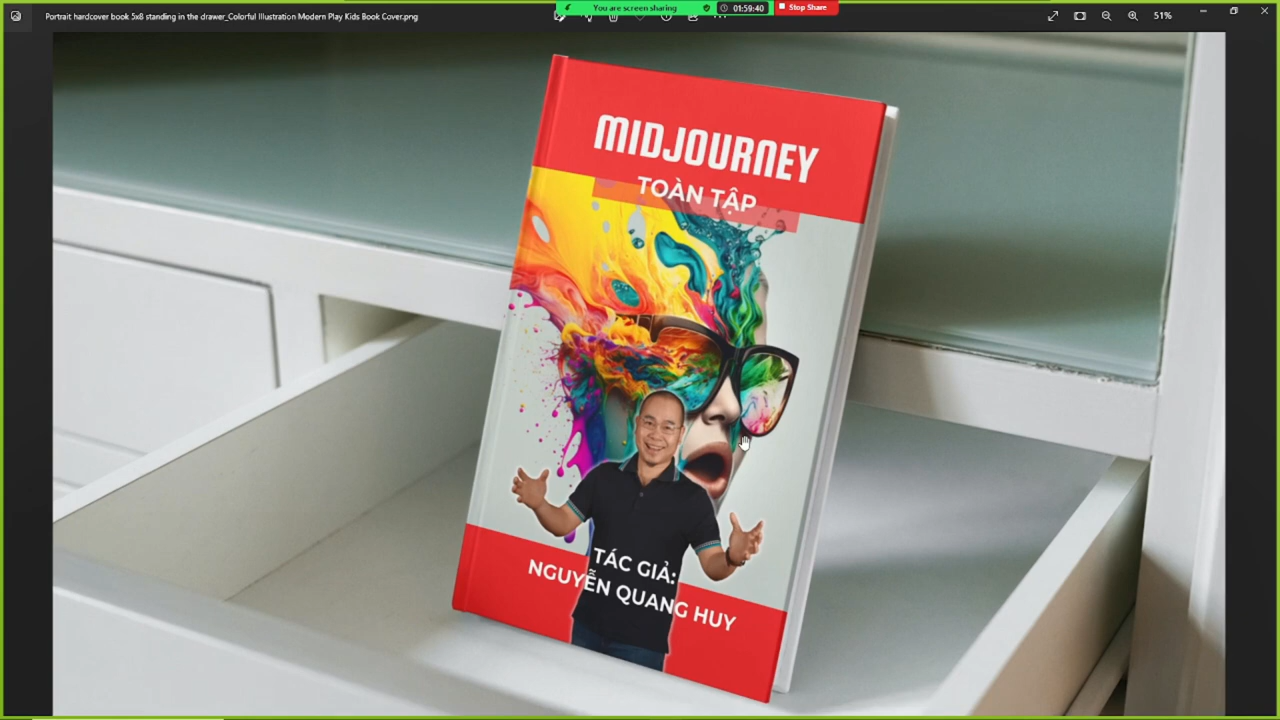 Portrait hardcover book 5x8 standing in the drawer_Colorful Illustration Modern Play Kids Book Cover.png
You are screen sharing
01:59:40
Stop Share
51%
MIDJOURNEY
TOÀN TẬP
TÁC GIẢ:
NGUYỄN QUANG HUY